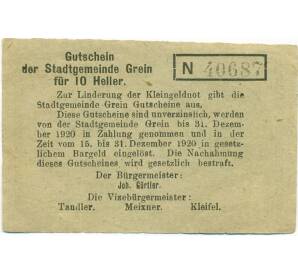 Gutschein
der Stadtgemeinde Grein
für 10 Heller.
N 40687
Zur Linderung der Kleingeldnot gibt die
Stadtgemeinde Grein Gutscheine aus.
Diese Gutscheine sind unverzinslich, werden
von der Stadtgemeinde Grein bis 31. Dezem-
ber 1920 in Zahlung genommen und in der
Zeit vom 15. bis 31. Dezember 1920 in gesetz-
lichem Bargeld eingelöst. Die Nachahmung
dieses Gutscheines wird gesetzlich bestraft.
Der Bürgermeister:
Joh. Gürtler.
Die Vizebürgermeister:
Tandler. Meixner. Kleifel.